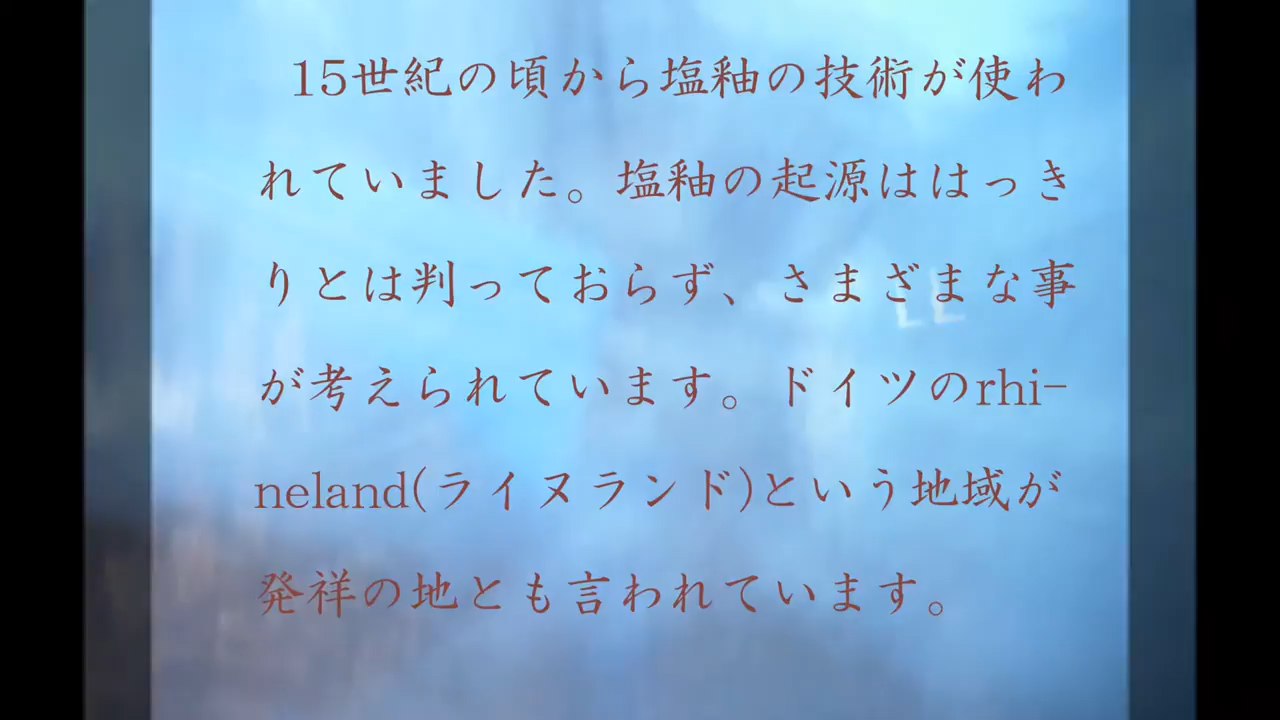 15世紀の頃から塩釉の技術が使わ
れていました。塩釉の起源ははっき
りとは判っておらず、さまざまな事
が考えられています。ドイツのrhi-
neland(ライヌランド)という地域が
発祥の地とも言われています。